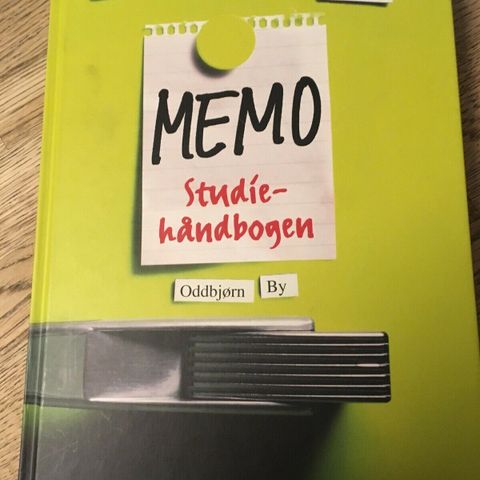 MEMO
Studie-
håndbogen
Oddbjørn By